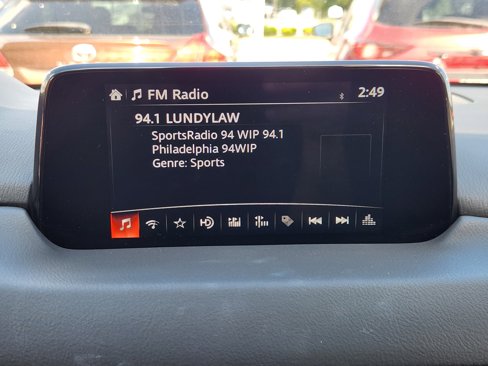 FM Radio
2:49
94.1 LUNDYLAW
SportsRadio 94 WIP 94.1
Philadelphia 94WIP
Genre: Sports